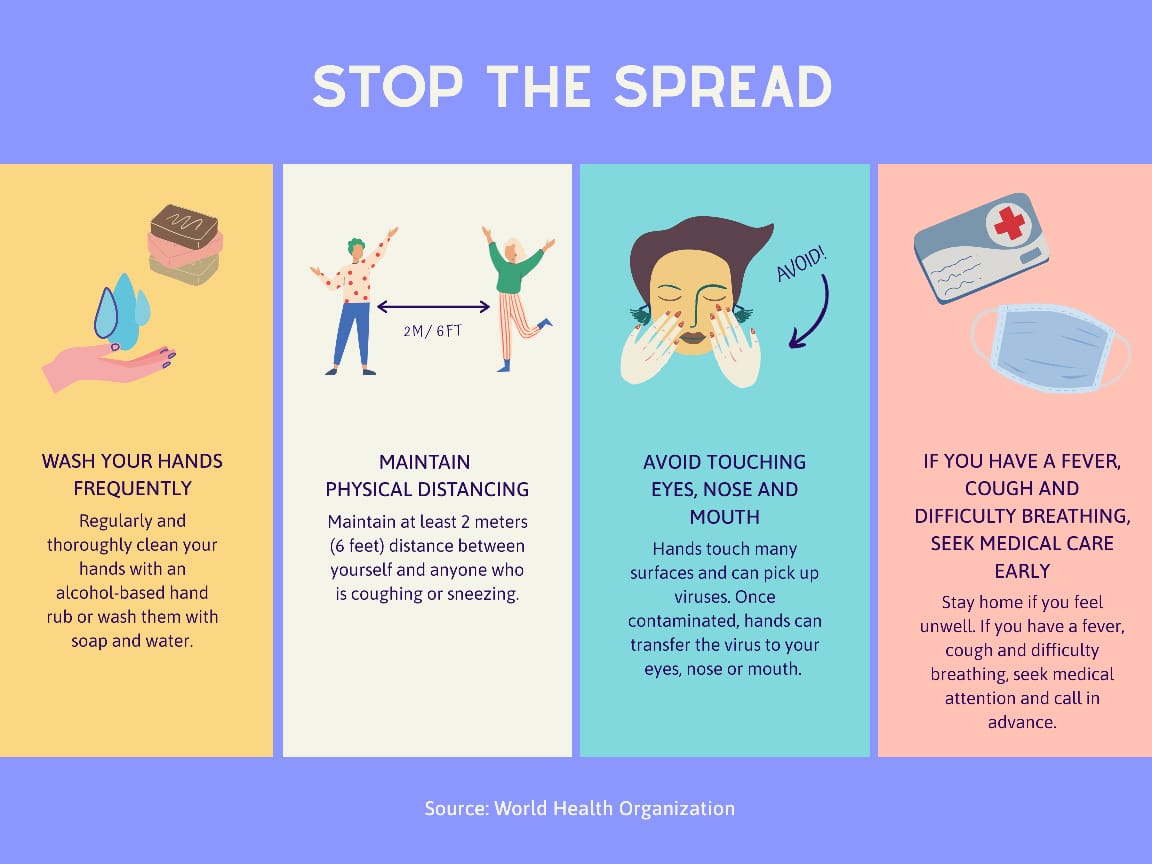 STOP THE SPREAD
WASH YOUR HANDS
FREQUENTLY
Regularly and
thoroughly clean your
hands with an
alcohol-based hand
rub or wash them with
soap and water.
2M/ 6FT
MAINTAIN
PHYSICAL DISTANCING
Maintain at least 2 meters
(6 feet) distance between
yourself and anyone who
is coughing or sneezing.
AVOID!
AVOID TOUCHING
EYES, NOSE AND
MOUTH
Hands touch many
surfaces and can pick up
viruses. Once
contaminated, hands can
transfer the virus to your
eyes, nose or mouth.
IF YOU HAVE A FEVER,
COUGH AND
DIFFICULTY BREATHING,
SEEK MEDICAL CARE
EARLY
Stay home if you feel
unwell. If you have a fever,
cough and difficulty
breathing, seek medical
attention and call in
advance.
Source: World Health Organization